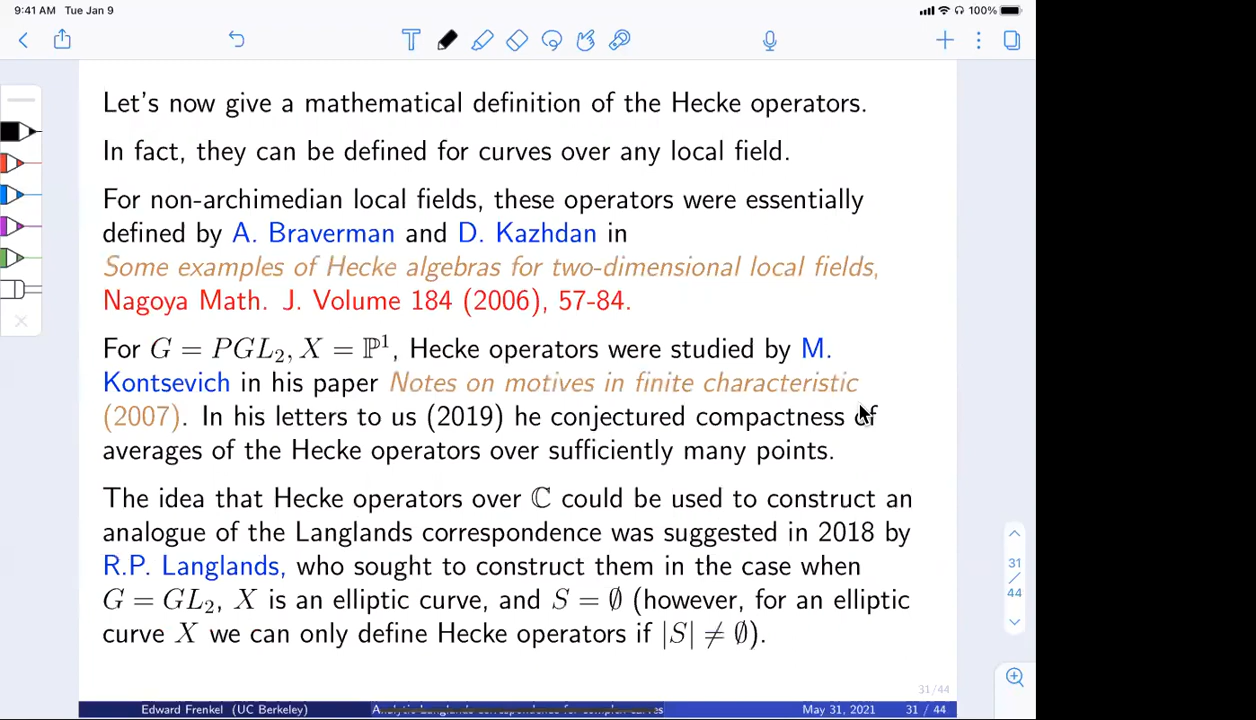 9:41 AM Tue Jan 9
100%
Let's now give a mathematical definition of the Hecke operators.
In fact, they can be defined for curves over any local field.
For non-archimedian local fields, these operators were essentially
defined by A. Braverman and D. Kazhdan in
Some examples of Hecke algebras for two-dimensional local fields,
Nagoya Math. J. Volume 184 (2006), 57-84.
For G = PGL₂, X = ℙ¹, Hecke operators were studied by M.
Kontsevich in his paper Notes on motives in finite characteristic
(2007). In his letters to us (2019) he conjectured compactness of
averages of the Hecke operators over sufficiently many points.
The idea that Hecke operators over ℂ could be used to construct an
analogue of the Langlands correspondence was suggested in 2018 by
R.P. Langlands, who sought to construct them in the case when
G = GL₂, X is an elliptic curve, and S = ∅ (however, for an elliptic
curve X we can only define Hecke operators if |S| ≠ ∅).
31
/
44
31/44
Edward Frenkel (UC Berkeley) Analytic Langlands correspondence for complex curves May 31, 2021 31 / 44